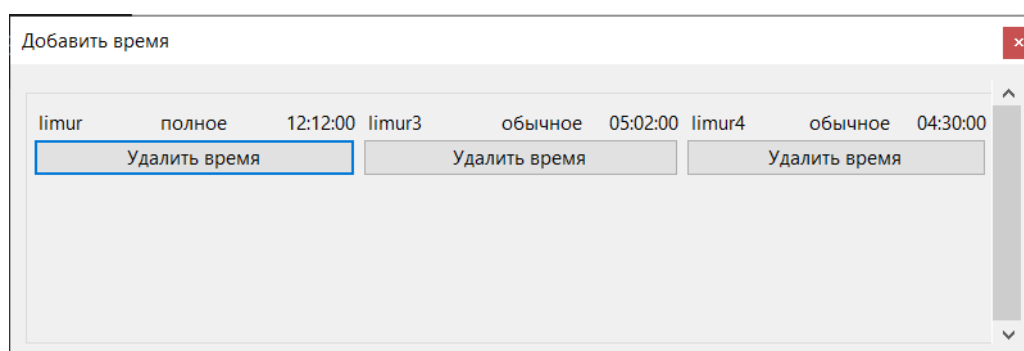 Добавить время
limur полное 12:12:00 limur3 обычное 05:02:00 limur4 обычное 04:30:00
Удалить время Удалить время Удалить время